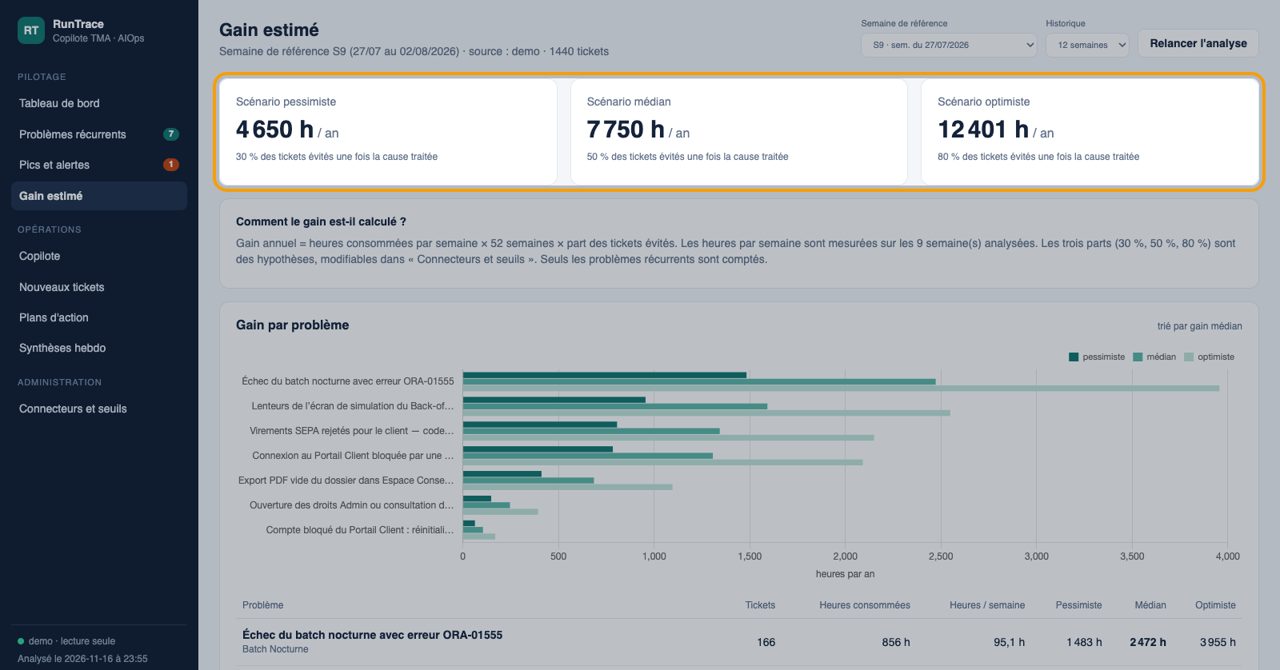 RT
RunTrace
Copilote TMA · AIOps
PILOTAGE
Tableau de bord
Problèmes récurrents 7
Pics et alertes 1
Gain estimé
OPÉRATIONS
Copilote
Nouveaux tickets
Plans d'action
Synthèses hebdo
ADMINISTRATION
Connecteurs et seuils
demo · lecture seule
Analysé le 2026-11-16 à 23:55
Gain estimé
Semaine de référence S9 (27/07 au 02/08/2026) · source : demo · 1440 tickets
Semaine de référence
S9 · sem. du 27/07/2026
Historique
12 semaines
Relancer l'analyse
Scénario pessimiste
4 650 h / an
30 % des tickets évités une fois la cause traitée
Scénario médian
7 750 h / an
50 % des tickets évités une fois la cause traitée
Scénario optimiste
12 401 h / an
80 % des tickets évités une fois la cause traitée
Comment le gain est-il calculé ?
Gain annuel = heures consommées par semaine × 52 semaines × part des tickets évités. Les heures par semaine sont mesurées sur les 9 semaine(s) analysées. Les trois parts (30 %, 50 %, 80 %) sont
des hypothèses, modifiables dans « Connecteurs et seuils ». Seuls les problèmes récurrents sont comptés.
Gain par problème
trié par gain médian
pessimiste médian optimiste
Échec du batch nocturne avec erreur ORA-01555
Lenteurs de l'écran de simulation du Back-of…
Virements SEPA rejetés pour le client — code…
Connexion au Portail Client bloquée par une …
Export PDF vide du dossier dans Espace Conse…
Ouverture des droits Admin ou consultation d…
Compte bloqué du Portail Client : réinitiali…
0 500 1,000 1,500 2,000 2,500 3,000 3,500 4,000
heures par an
Problème Tickets Heures consommées Heures / semaine Pessimiste Médian Optimiste
Échec du batch nocturne avec erreur ORA-01555
Batch Nocturne
166 856 h 95,1 h 1 483 h 2 472 h 3 955 h